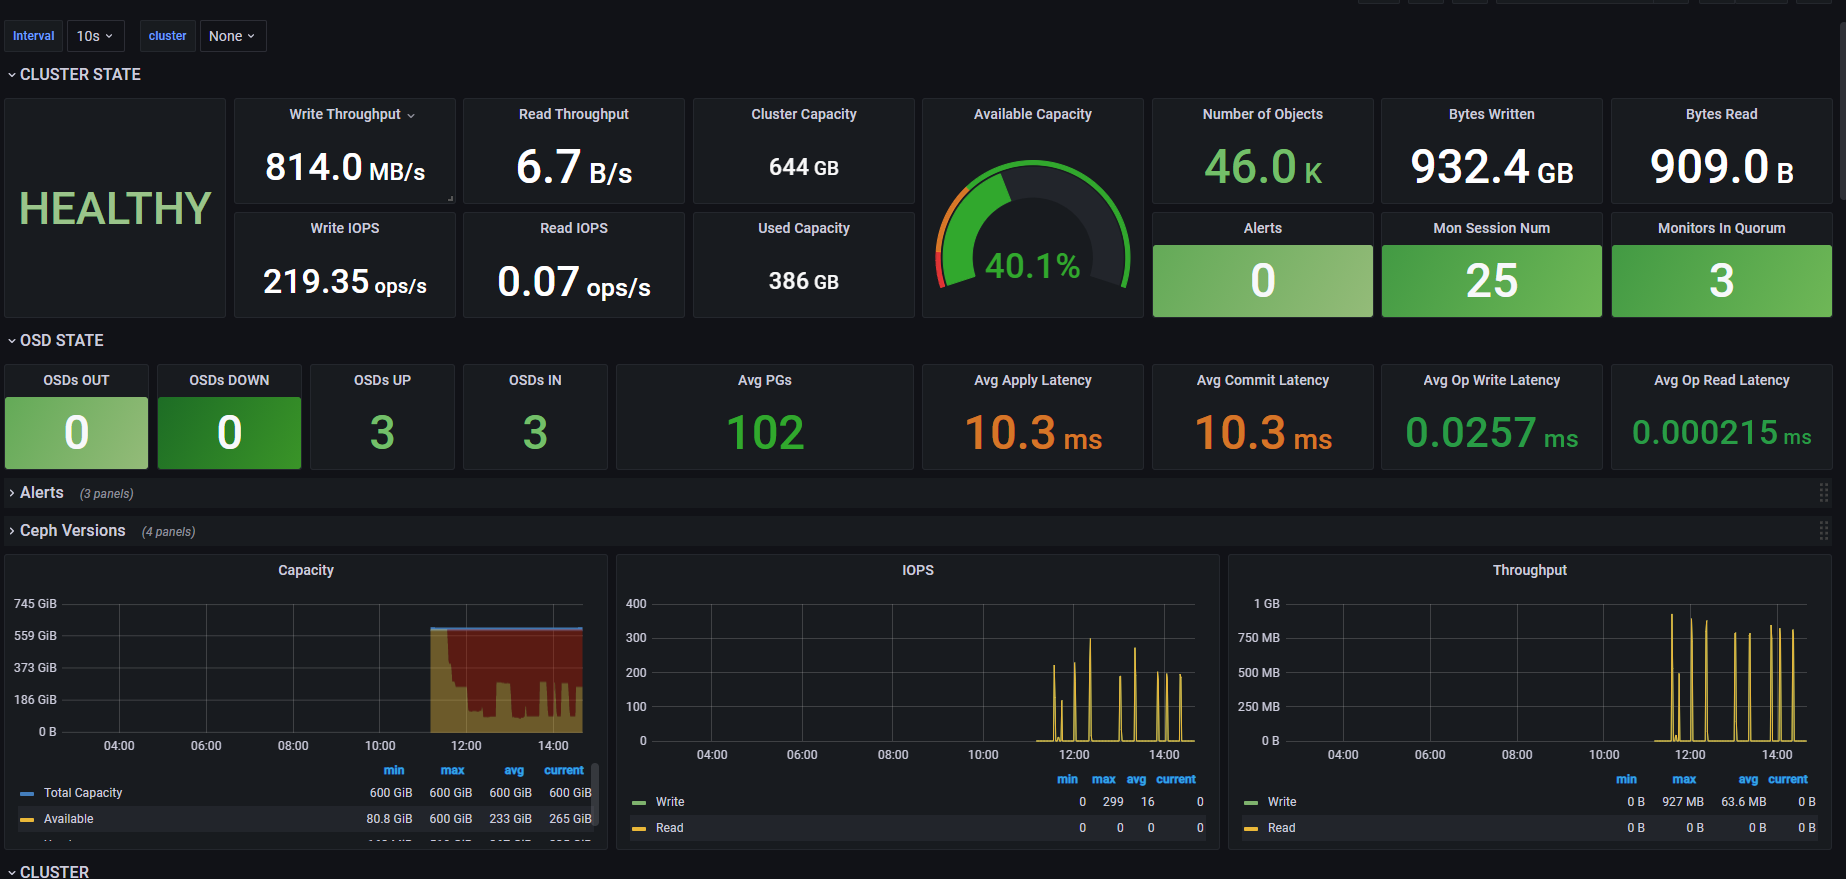 Interval 10s cluster None
CLUSTER STATE
HEALTHY
Write Throughput
814.0 MB/s
Read Throughput
6.7 B/s
Cluster Capacity
644 GB
Available Capacity
40.1%
Number of Objects
46.0 K
Bytes Written
932.4 GB
Bytes Read
909.0 B
Write IOPS
219.35 ops/s
Read IOPS
0.07 ops/s
Used Capacity
386 GB
Alerts
0
Mon Session Num
25
Monitors In Quorum
3
OSD STATE
OSDs OUT
0
OSDs DOWN
0
OSDs UP
3
OSDs IN
3
Avg PGs
102
Avg Apply Latency
10.3 ms
Avg Commit Latency
10.3 ms
Avg Op Write Latency
0.0257 ms
Avg Op Read Latency
0.000215 ms
Alerts (3 panels)
Ceph Versions (4 panels)
Capacity
745 GiB
559 GiB
373 GiB
186 GiB
0 B
04:00 06:00 08:00 10:00 12:00 14:00
min max avg current
Total Capacity 600 GiB 600 GiB 600 GiB 600 GiB
Available 80.8 GiB 600 GiB 233 GiB 265 GiB
IOPS
400
300
200
100
0
04:00 06:00 08:00 10:00 12:00 14:00
min max avg current
Write 0 299 16 0
Read 0 0 0 0
Throughput
1 GB
750 MB
500 MB
250 MB
0 B
04:00 06:00 08:00 10:00 12:00 14:00
min max avg current
Write 0 B 927 MB 63.6 MB 0 B
Read 0 B 0 B 0 B 0 B
CLUSTER